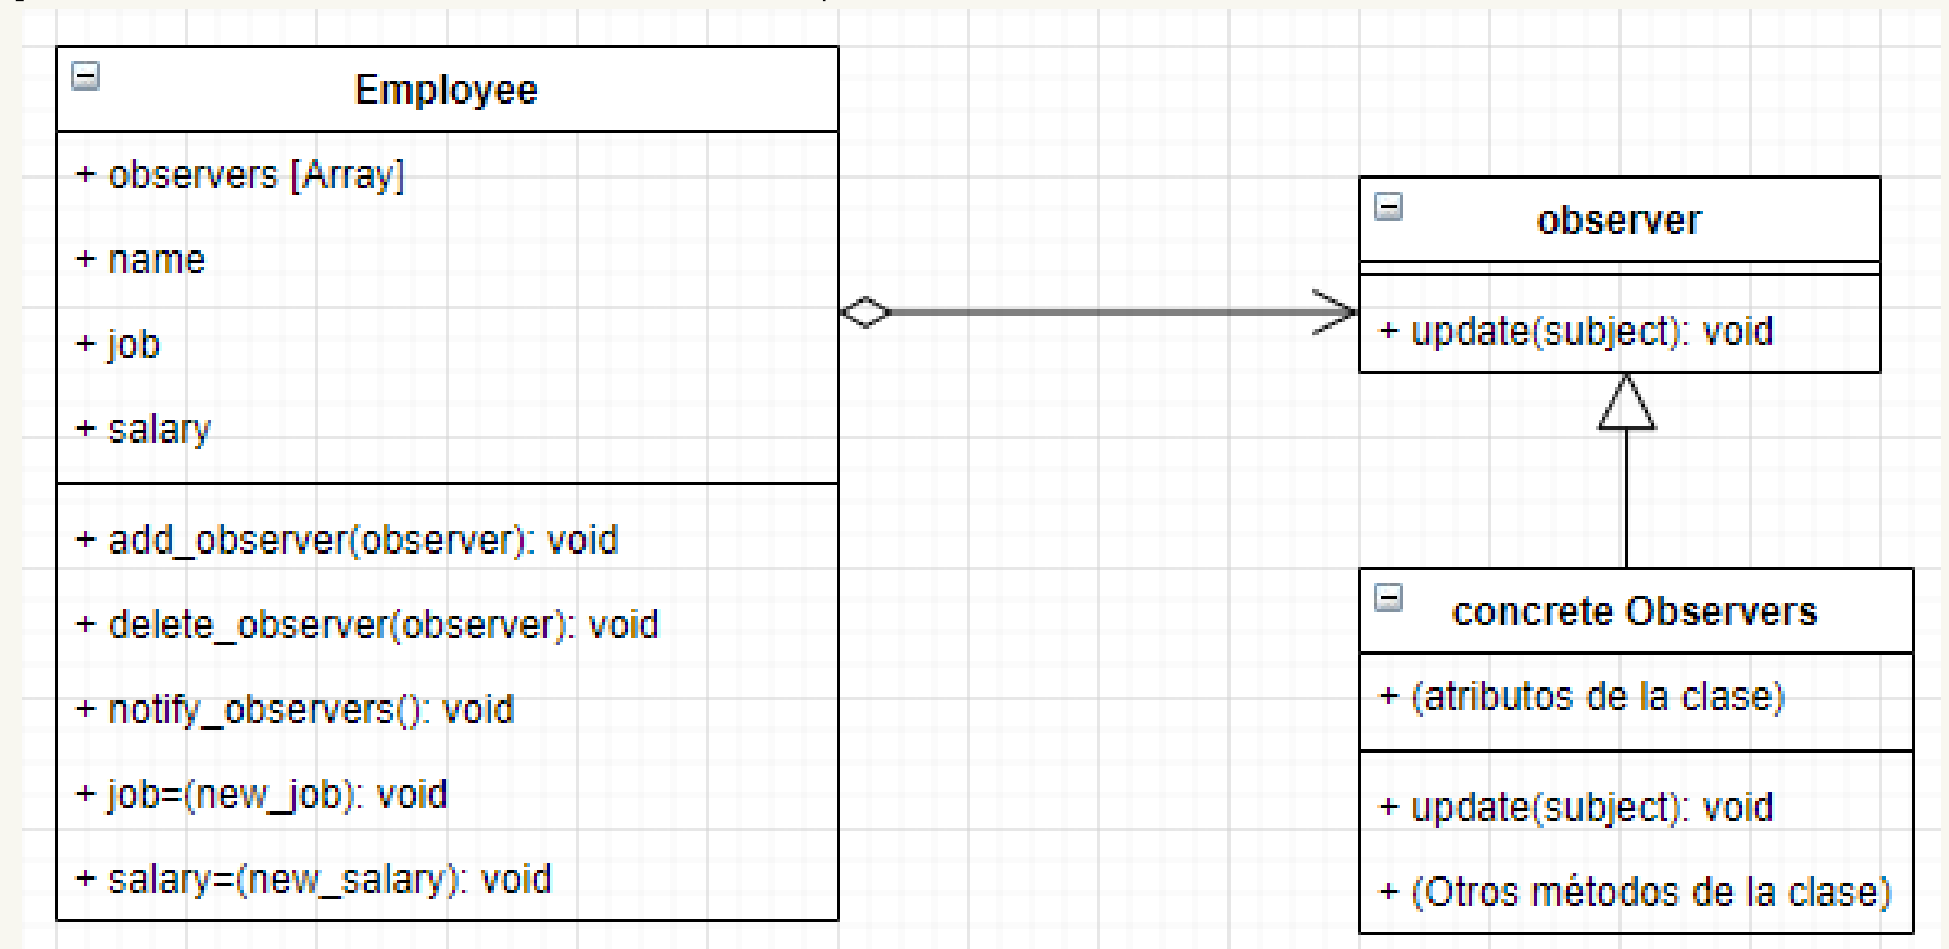 Employee
+ observers [Array]
+ name
+ job
+ salary
+ add_observer(observer): void
+ delete_observer(observer): void
+ notify_observers(): void
+ job=(new_job): void
+ salary=(new_salary): void
observer
+ update(subject): void
concrete Observers
+ (atributos de la clase)
+ update(subject): void
+ (Otros métodos de la clase)